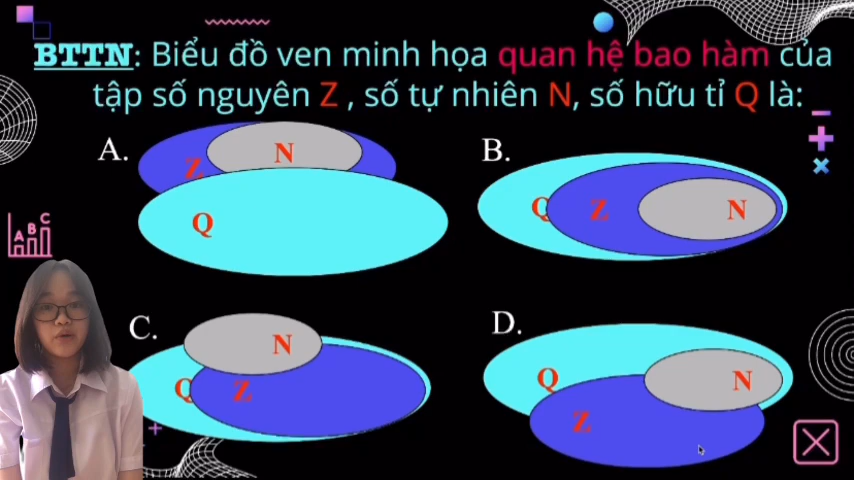 BTTN: Biểu đồ ven minh họa quan hệ bao hàm của
tập số nguyên Z , số tự nhiên N, số hữu tỉ Q là:
A.
Z
N
Q
B.
Q
Z
N
C.
N
Q
Z
D.
Q
N
Z
A B C